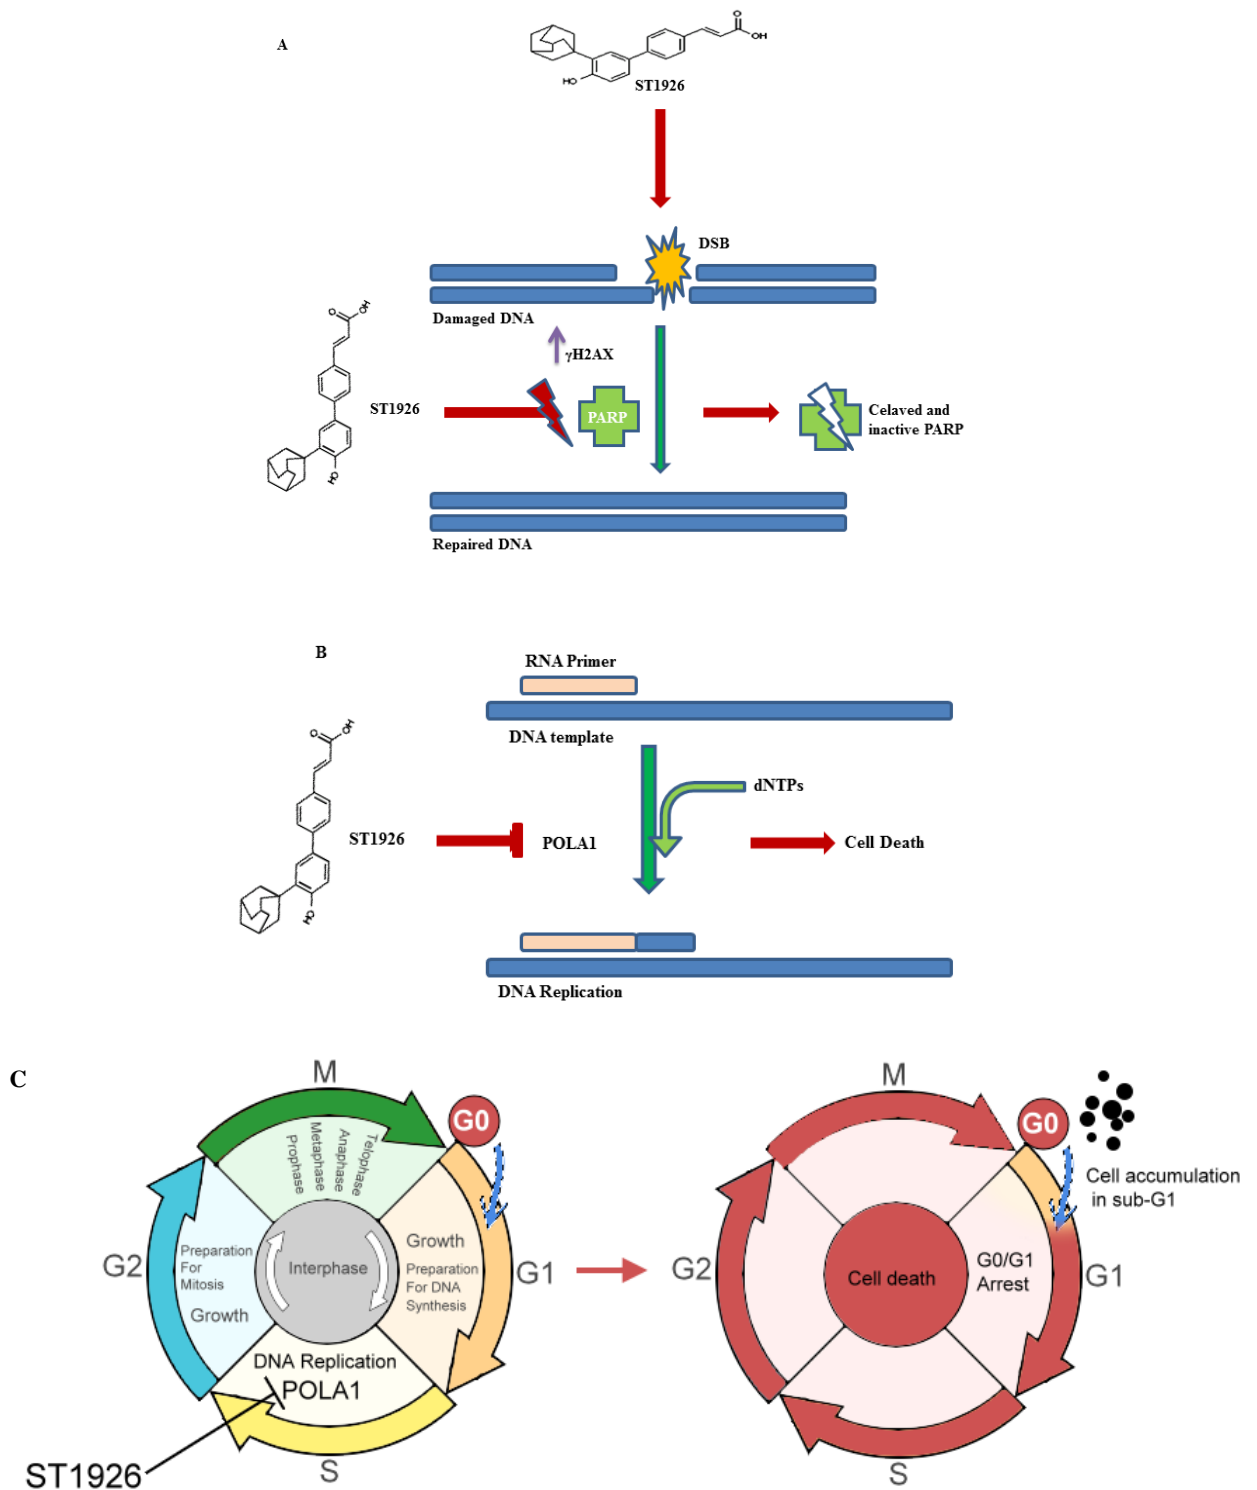 A
O
OH
HO
ST1926
DSB
Damaged DNA
γH2AX
O
OH
ST1926
PARP
Celaved and
inactive PARP
HO
Repaired DNA
B
RNA Primer
DNA template
O
OH
dNTPs
ST1926
POLA1
Cell Death
HO
DNA Replication
C
M
G0
Prophase
Metaphase
Anaphase
Telophase
G2
Preparation
For
Mitosis
Growth
Interphase
Growth
Preparation
For DNA
Synthesis
G1
DNA Replication
POLA1
S
ST1926
M
G0
Cell accumulation
in sub-G1
G2
Cell death
G0/G1
Arrest
G1
S